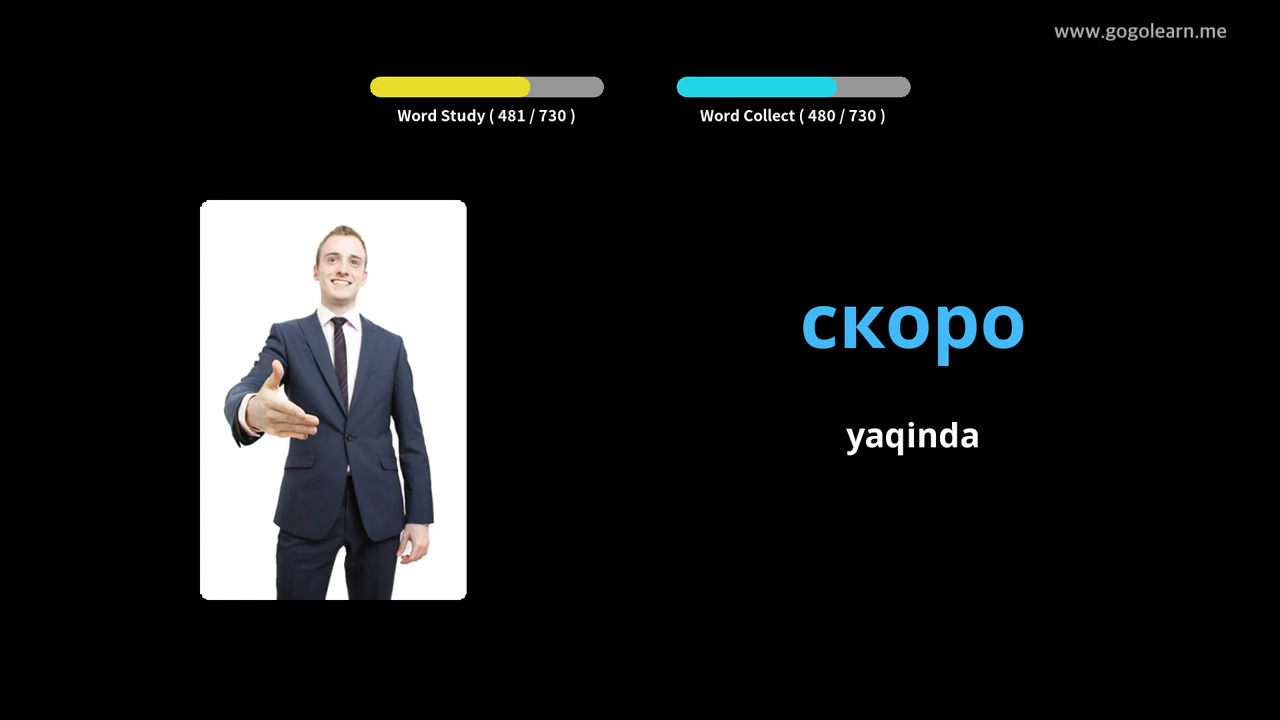 www.gogolearn.me
Word Study ( 481 / 730 )
Word Collect ( 480 / 730 )
скоро
yaqinda